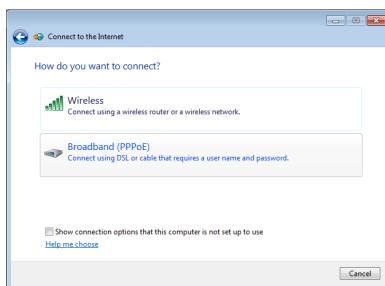 Connect to the Internet
How do you want to connect?
Wireless
Connect using a wireless router or a wireless network.
Broadband (PPPoE)
Connect using DSL or cable that requires a user name and password.
Show connection options that this computer is not set up to use
Help me choose
Cancel